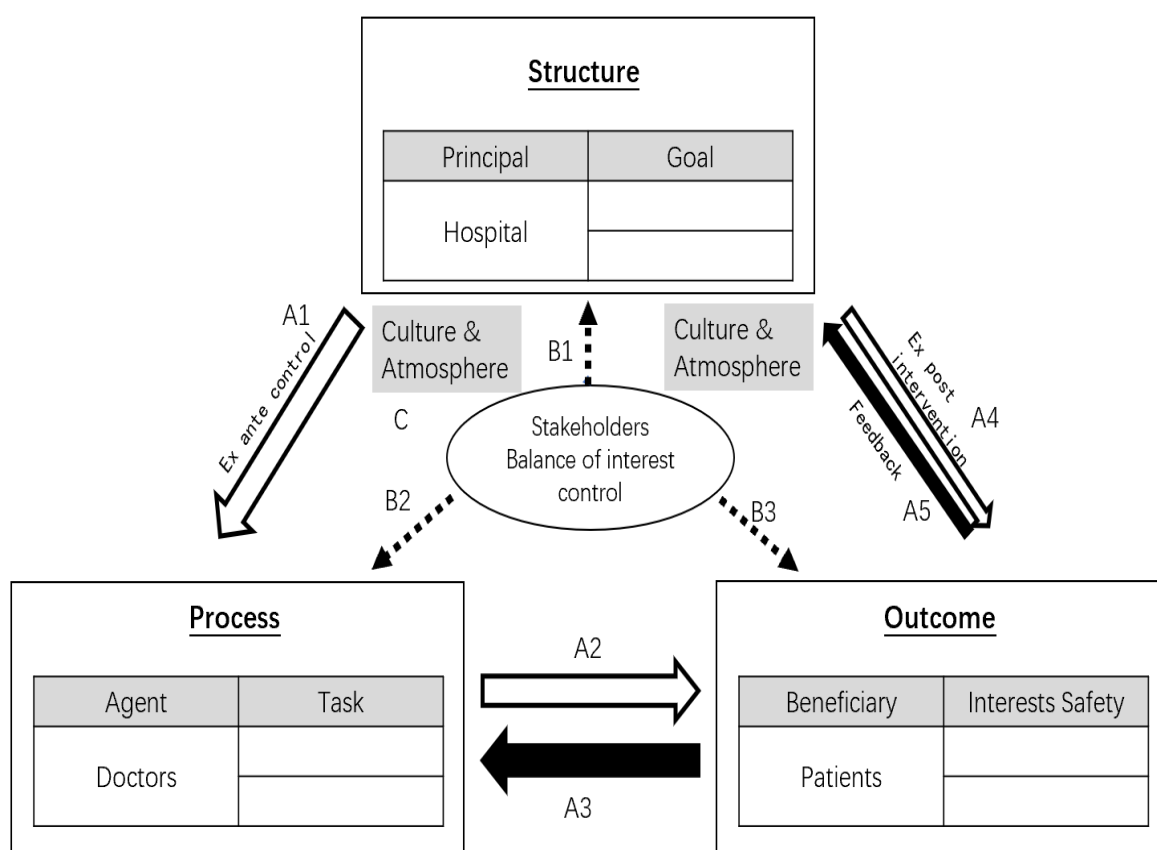 Structure
Principal
Goal
Hospital
A1
Ex ante control
Culture &
Atmosphere
B1
Culture &
Atmosphere
Ex post
intervention
A4
Feedback
A5
C
Stakeholders
Balance of interest
control
B2
B3
Process
Agent
Task
Doctors
A2
A3
Outcome
Beneficiary
Interests Safety
Patients